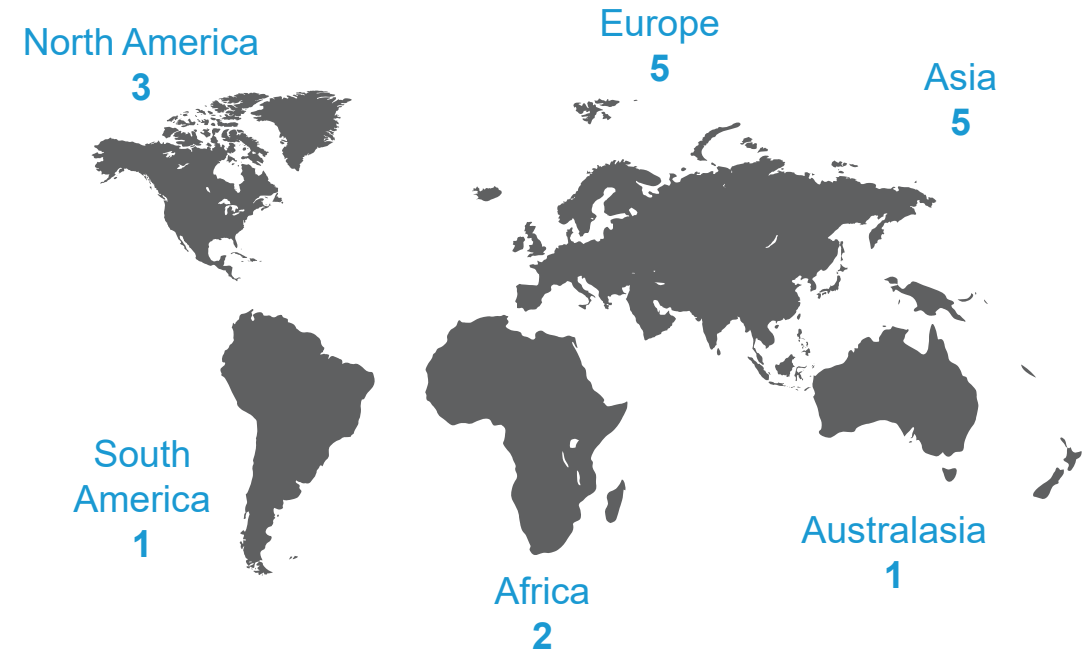 North America
3
Europe
5
Asia
5
South
America
1
Africa
2
Australasia
1